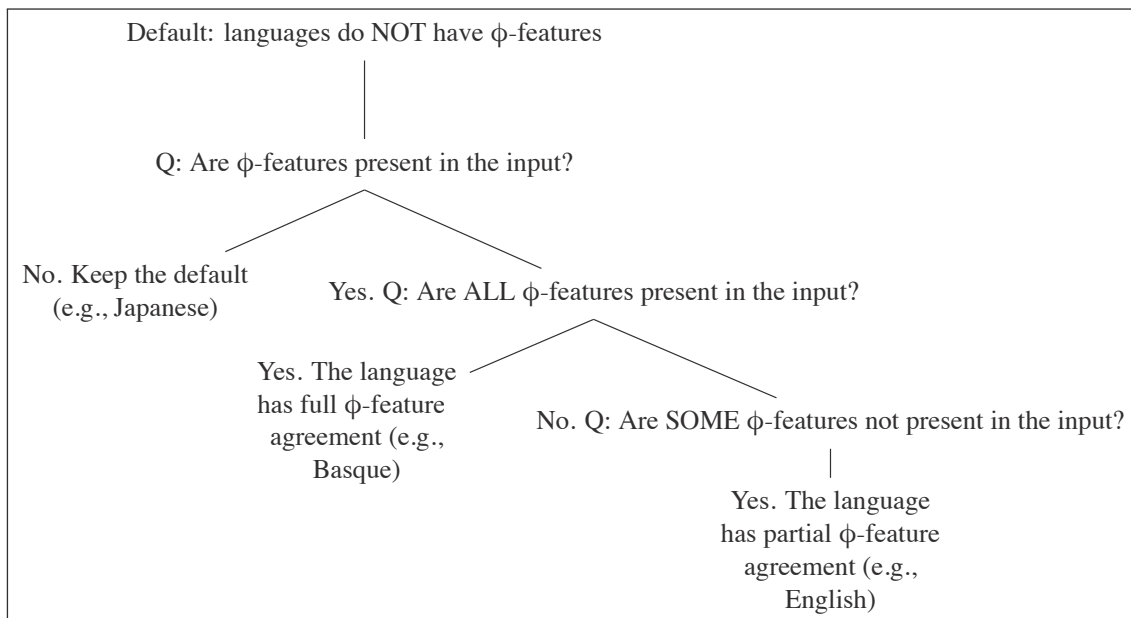 Default: languages do NOT have ϕ-features
Q: Are ϕ-features present in the input?
No. Keep the default
(e.g., Japanese)
Yes. Q: Are ALL ϕ-features present in the input?
Yes. The language
has full ϕ-feature
agreement (e.g.,
Basque)
No. Q: Are SOME ϕ-features not present in the input?
Yes. The language
has partial ϕ-feature
agreement (e.g.,
English)